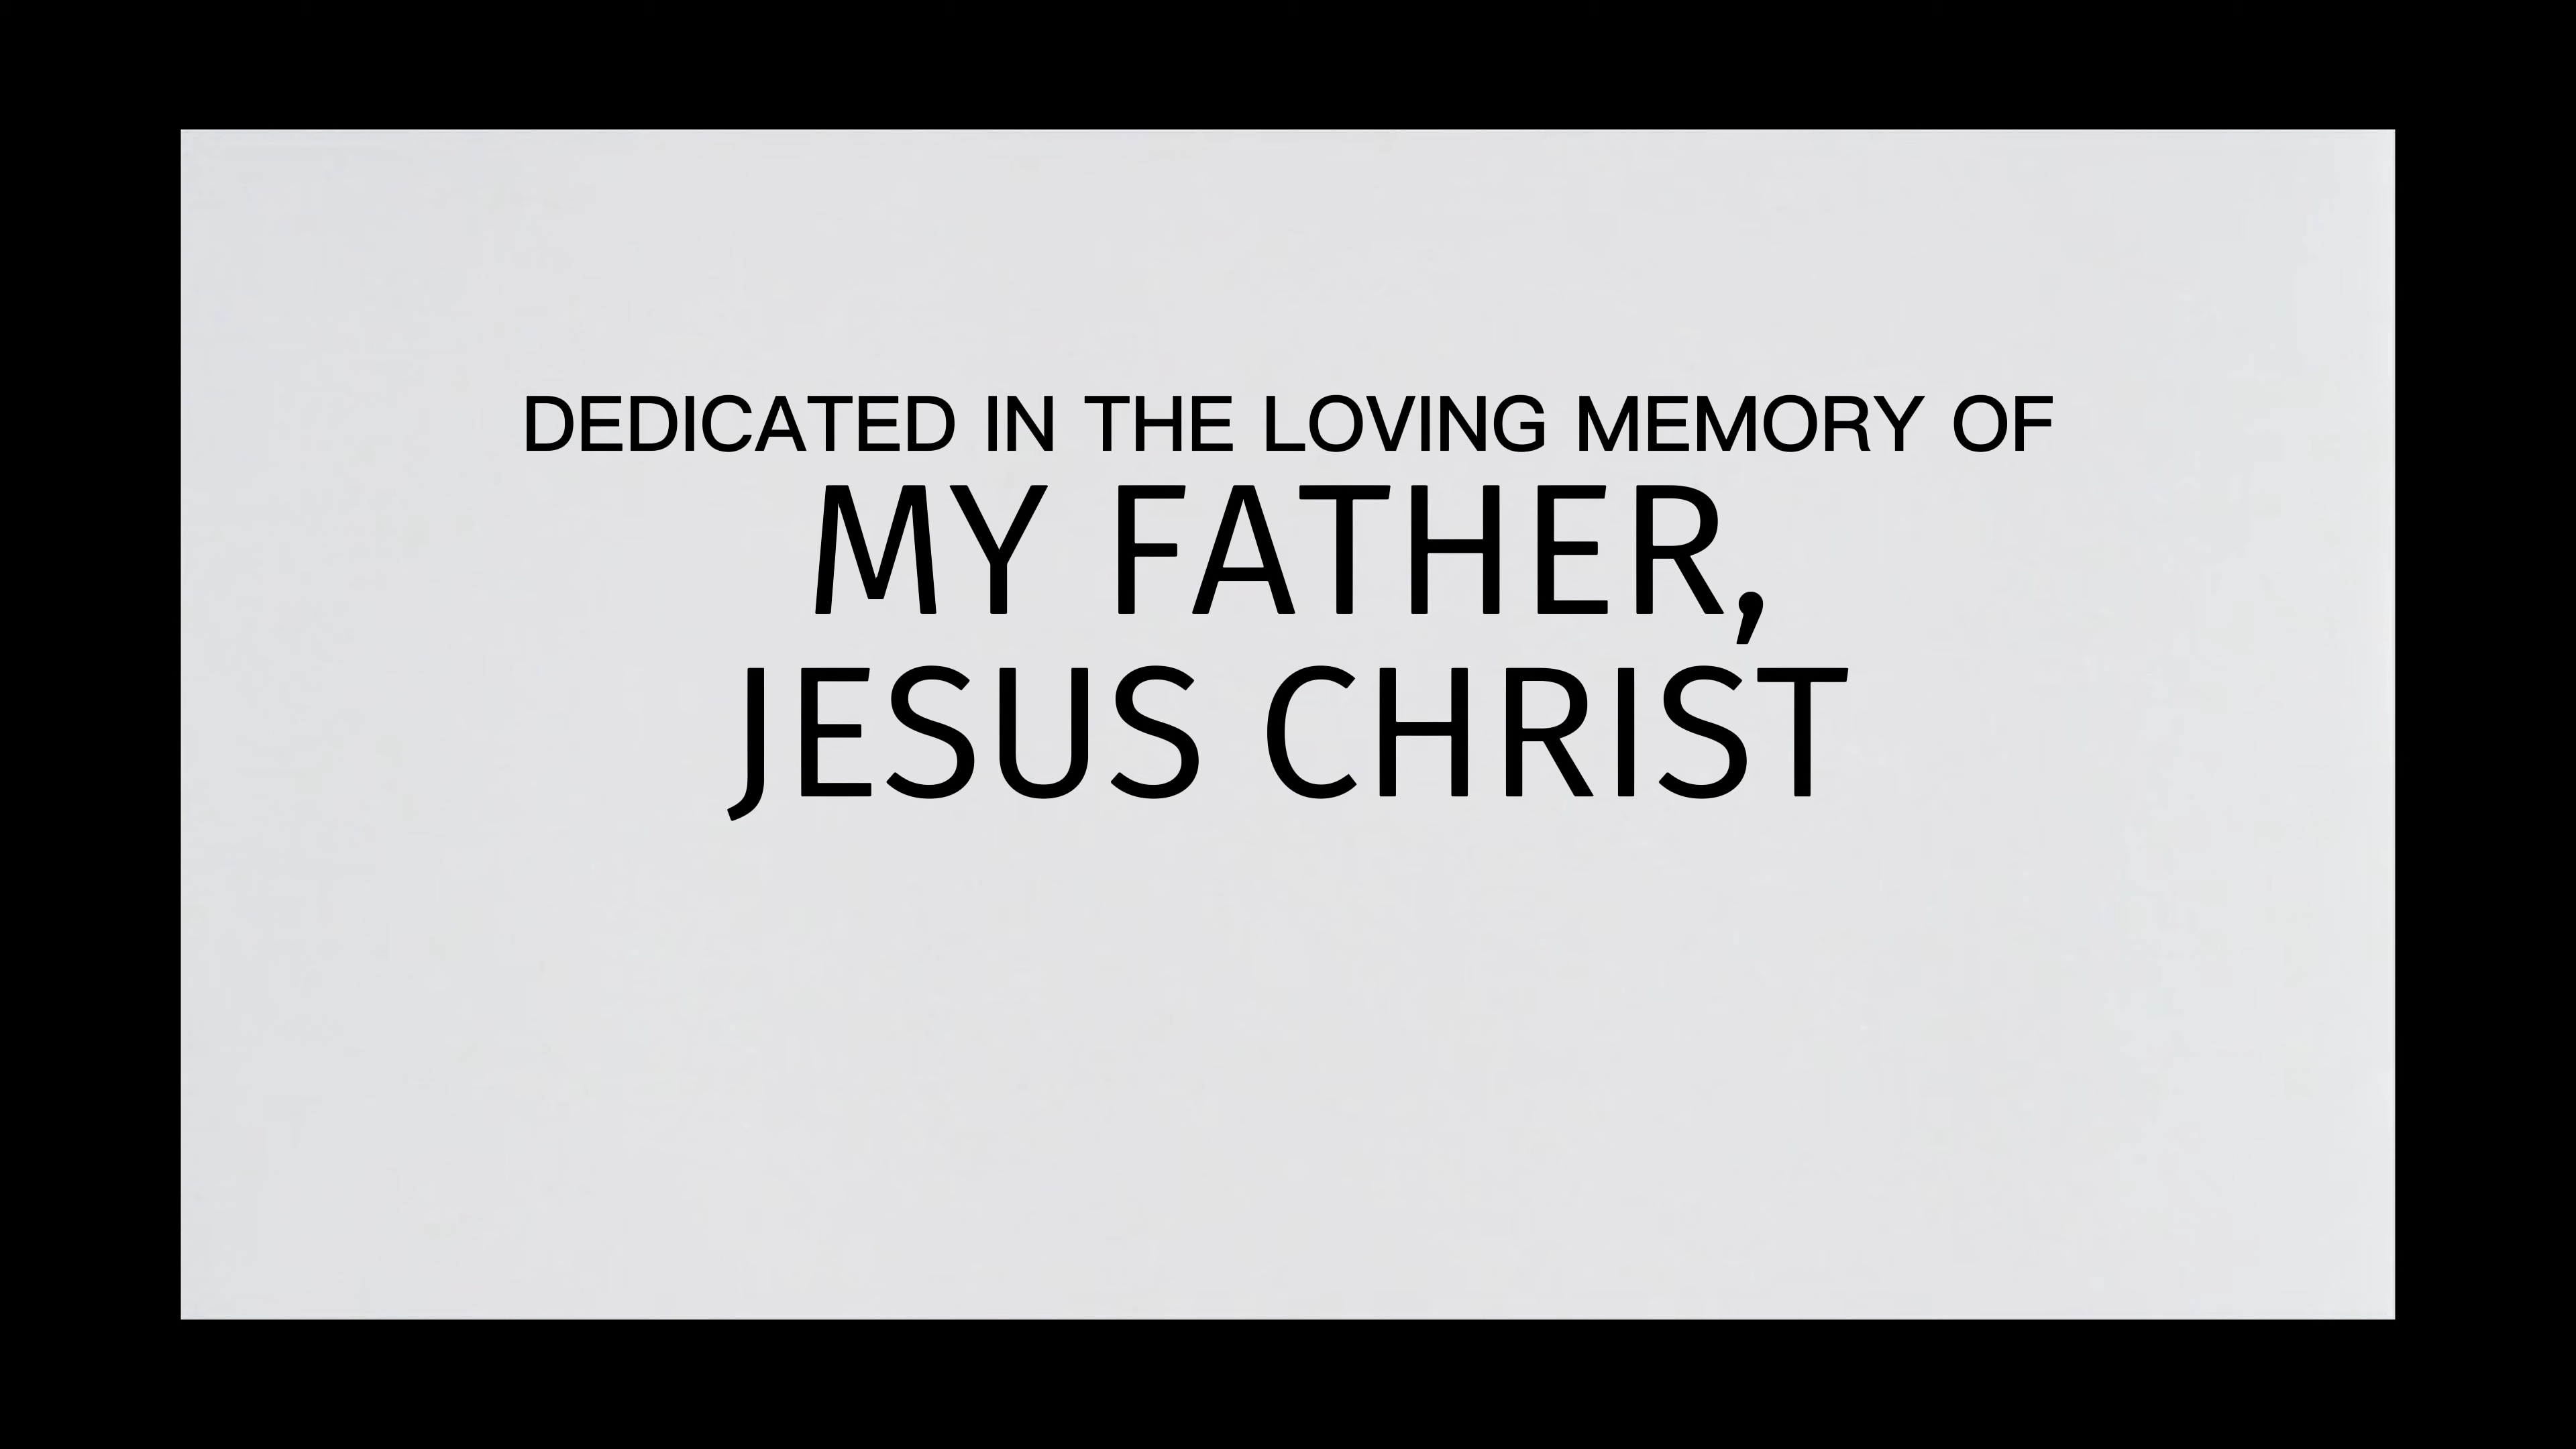 DEDICATED IN THE LOVING MEMORY OF
MY FATHER,
JESUS CHRIST